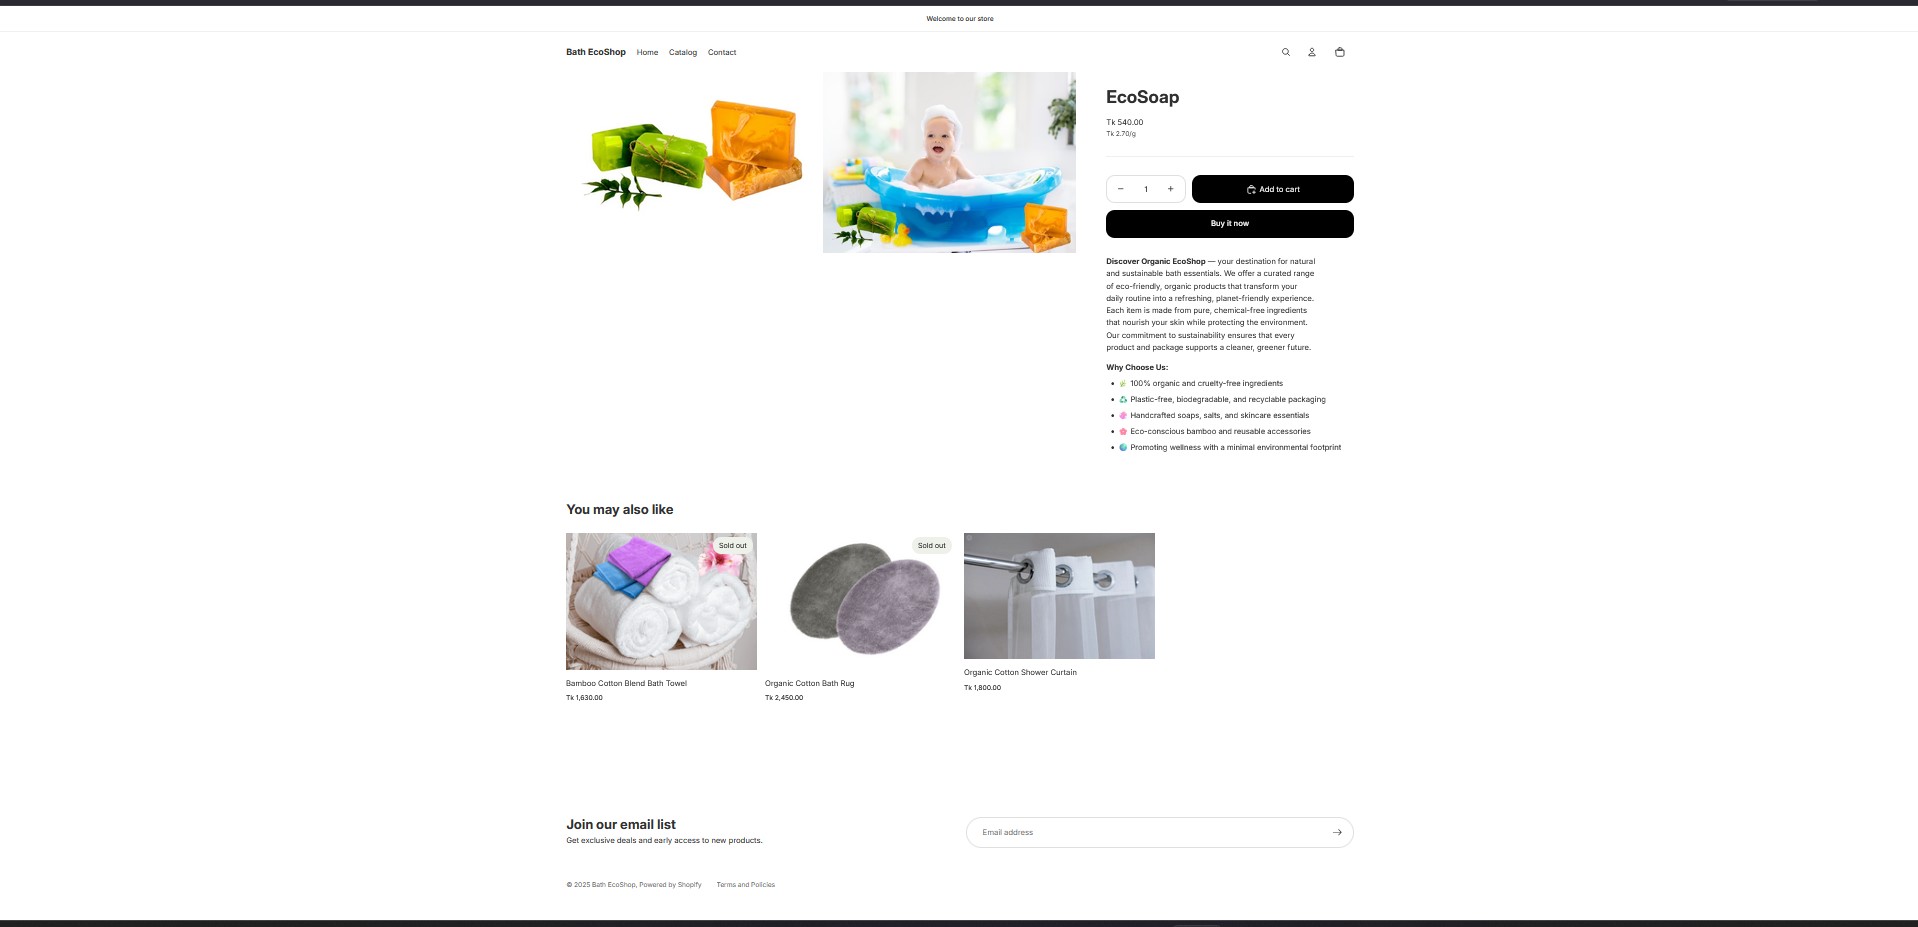 Welcome to our store
Bath EcoShop Home Catalog Contact
EcoSoap
Tk 540.00
Tk 2.70/g
− 1 +
Add to cart
Buy it now
Discover Organic EcoShop — your destination for natural
and sustainable bath essentials. We offer a curated range
of eco-friendly, organic products that transform your
daily routine into a refreshing, planet-friendly experience.
Each item is made from pure, chemical-free ingredients
that nourish your skin while protecting the environment.
Our commitment to sustainability ensures that every
product and package supports a cleaner, greener future.
Why Choose Us:
• 🌿 100% organic and cruelty-free ingredients
• ♻️ Plastic-free, biodegradable, and recyclable packaging
• 🧼 Handcrafted soaps, salts, and skincare essentials
• 🌸 Eco-conscious bamboo and reusable accessories
• 🌎 Promoting wellness with a minimal environmental footprint
You may also like
Sold out
Bamboo Cotton Blend Bath Towel
Tk 1,630.00
Sold out
Organic Cotton Bath Rug
Tk 2,450.00
Organic Cotton Shower Curtain
Tk 1,800.00
Join our email list
Get exclusive deals and early access to new products.
Email address
© 2025 Bath EcoShop, Powered by Shopify Terms and Policies